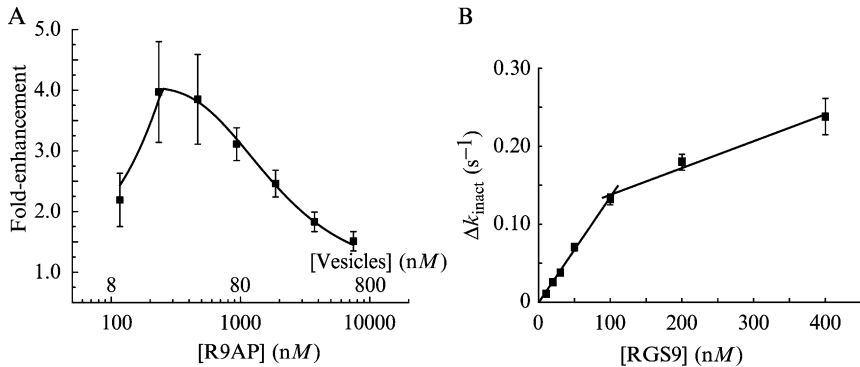 A
Fold-enhancement
5.0
4.0
3.0
2.0
1.0
[Vesicles] (nM)
8
80
800
100
1000
10000
[R9AP] (nM)
B
Δkinact (s−1)
0.30
0.20
0.10
0
0
100
200
300
400
[RGS9] (nM)